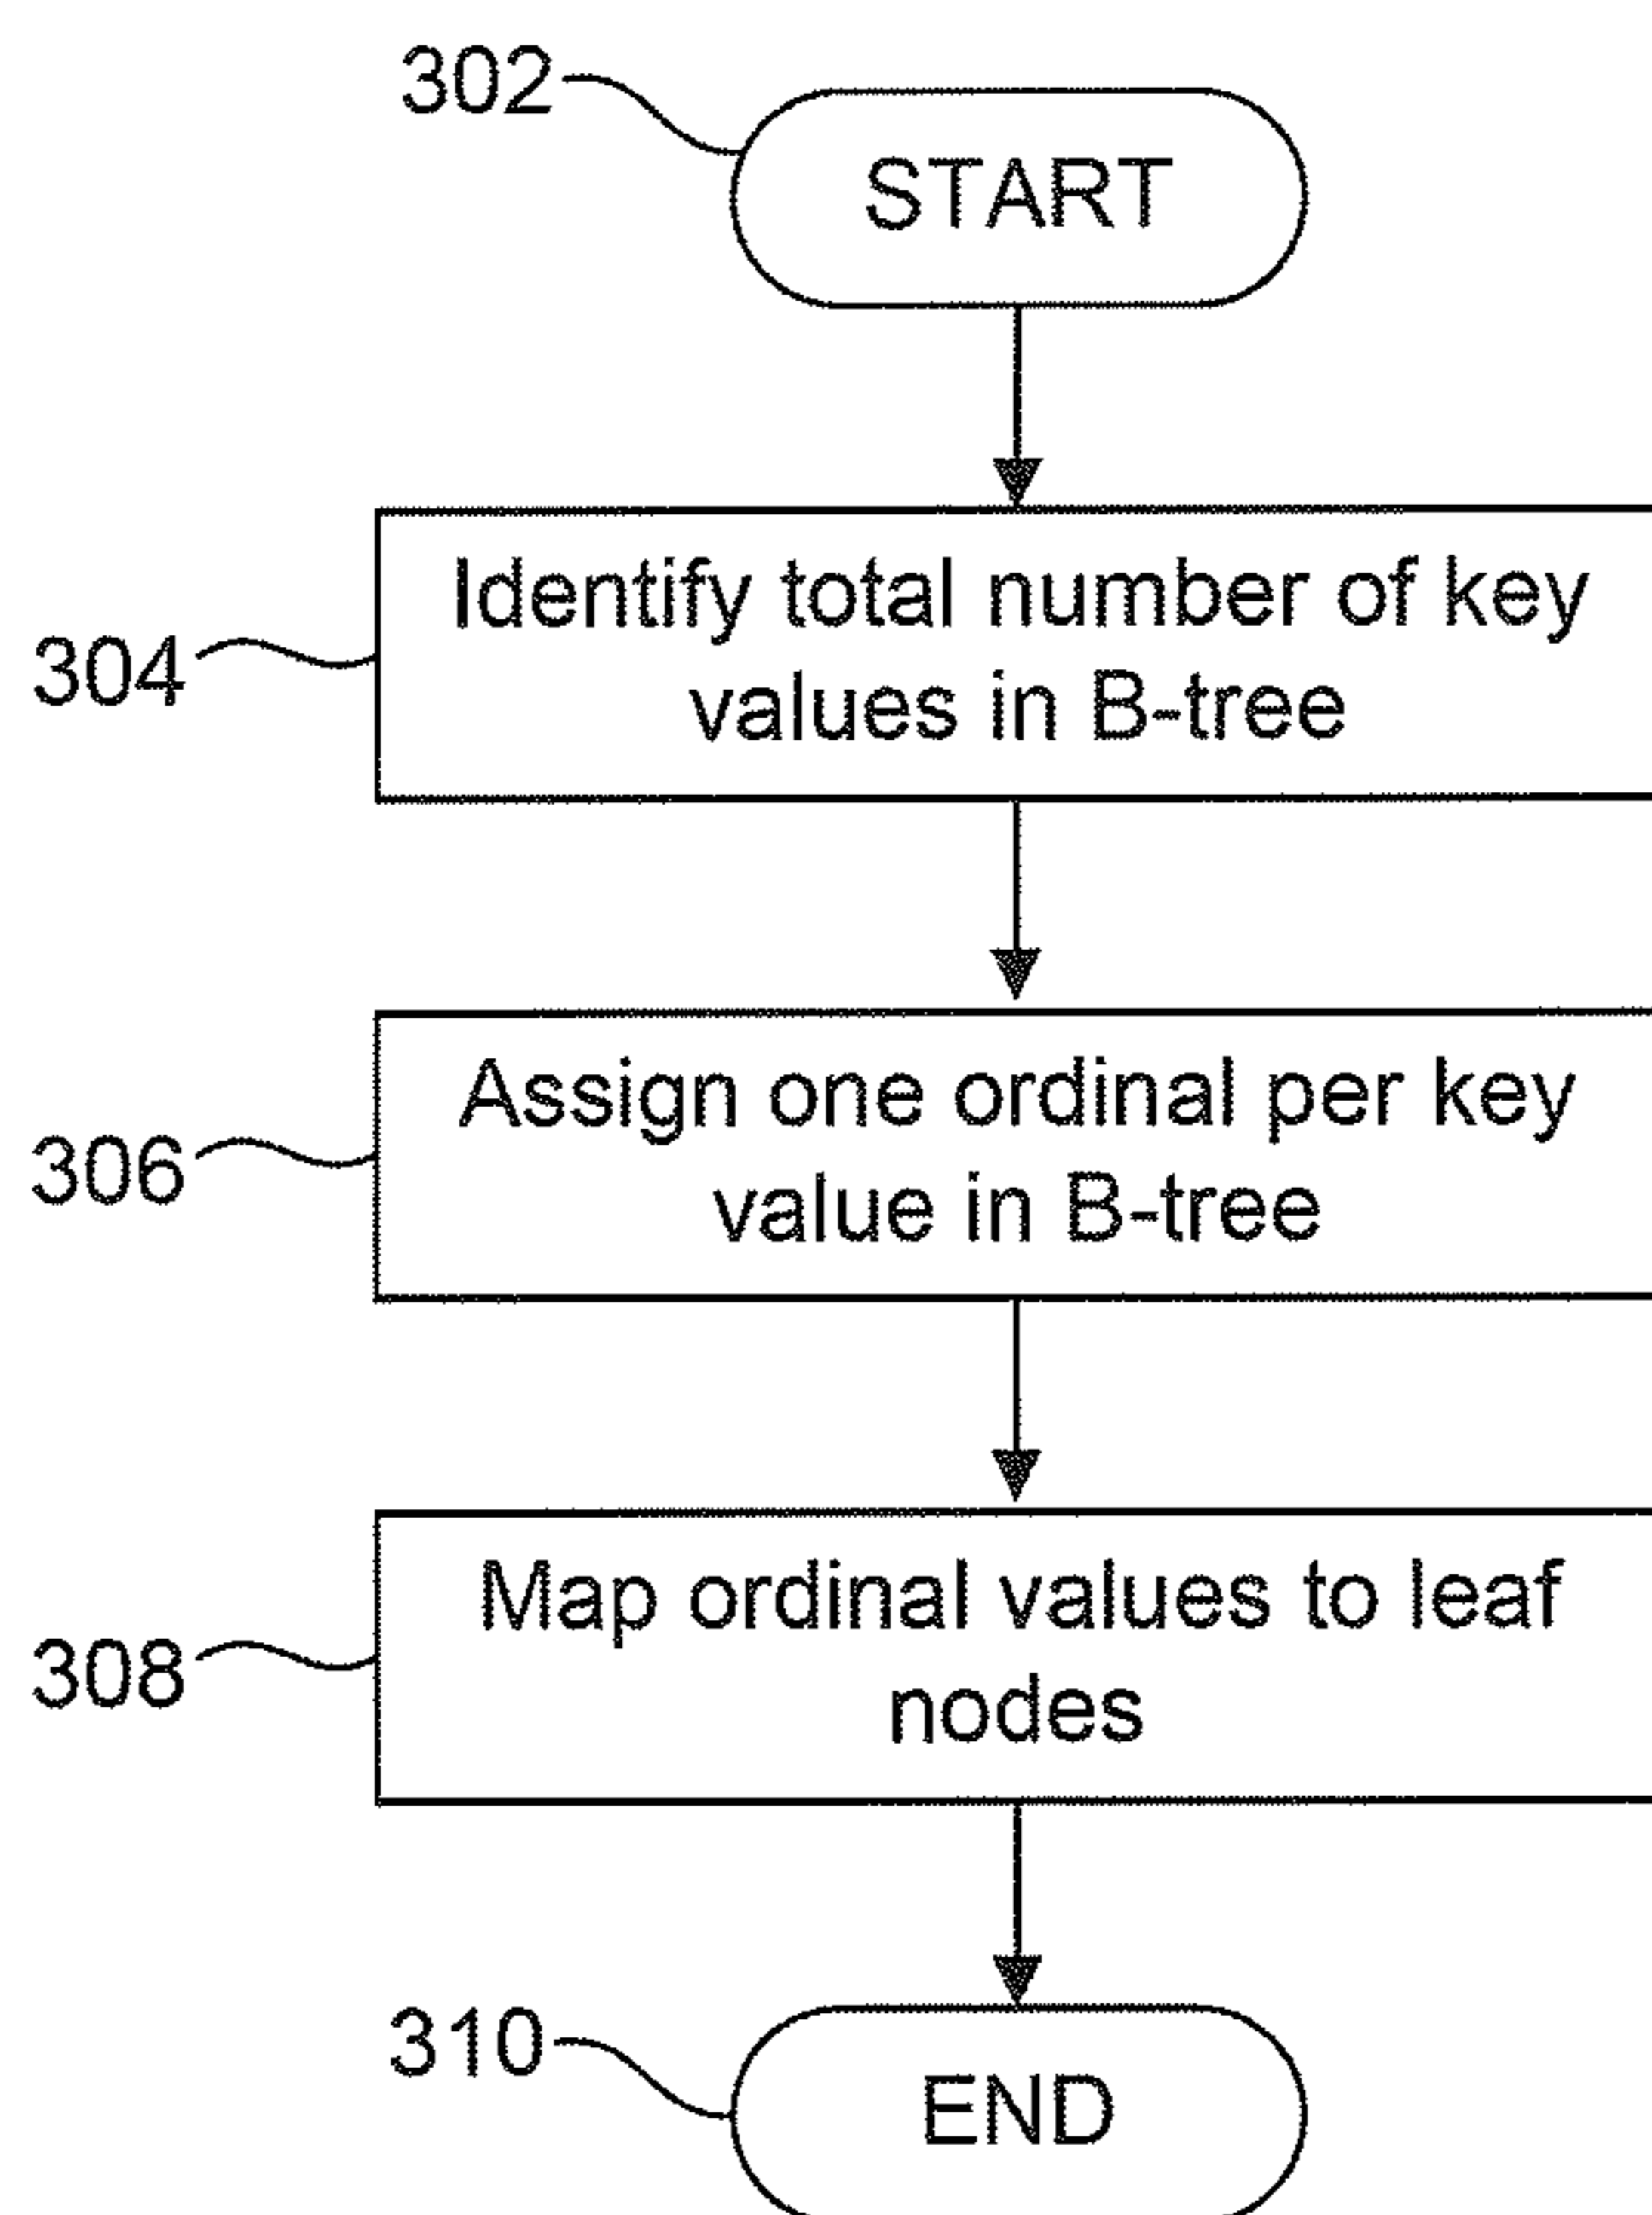 302
START
304
Identify total number of key
values in B-tree
306
Assign one ordinal per key
value in B-tree
308
Map ordinal values to leaf
nodes
310
END